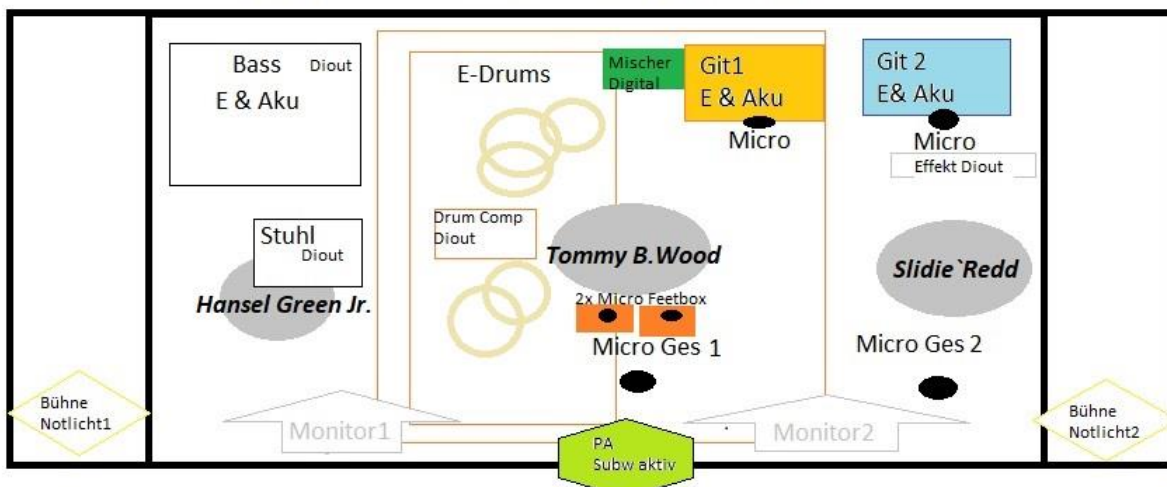 Bass Diout
E & Aku
E-Drums
Mischer
Digital
Git1
E & Aku
Micro
Git 2
E& Aku
Micro
Effekt Diout
Stuhl
Diout
Hansel Green Jr.
Drum Comp
Diout
Tommy B.Wood
Slidie`Redd
2x Micro Feetbox
Micro Ges 1
Micro Ges 2
Bühne
Notlicht1
Monitor1
PA
Subw aktiv
Monitor2
Bühne
Notlicht2